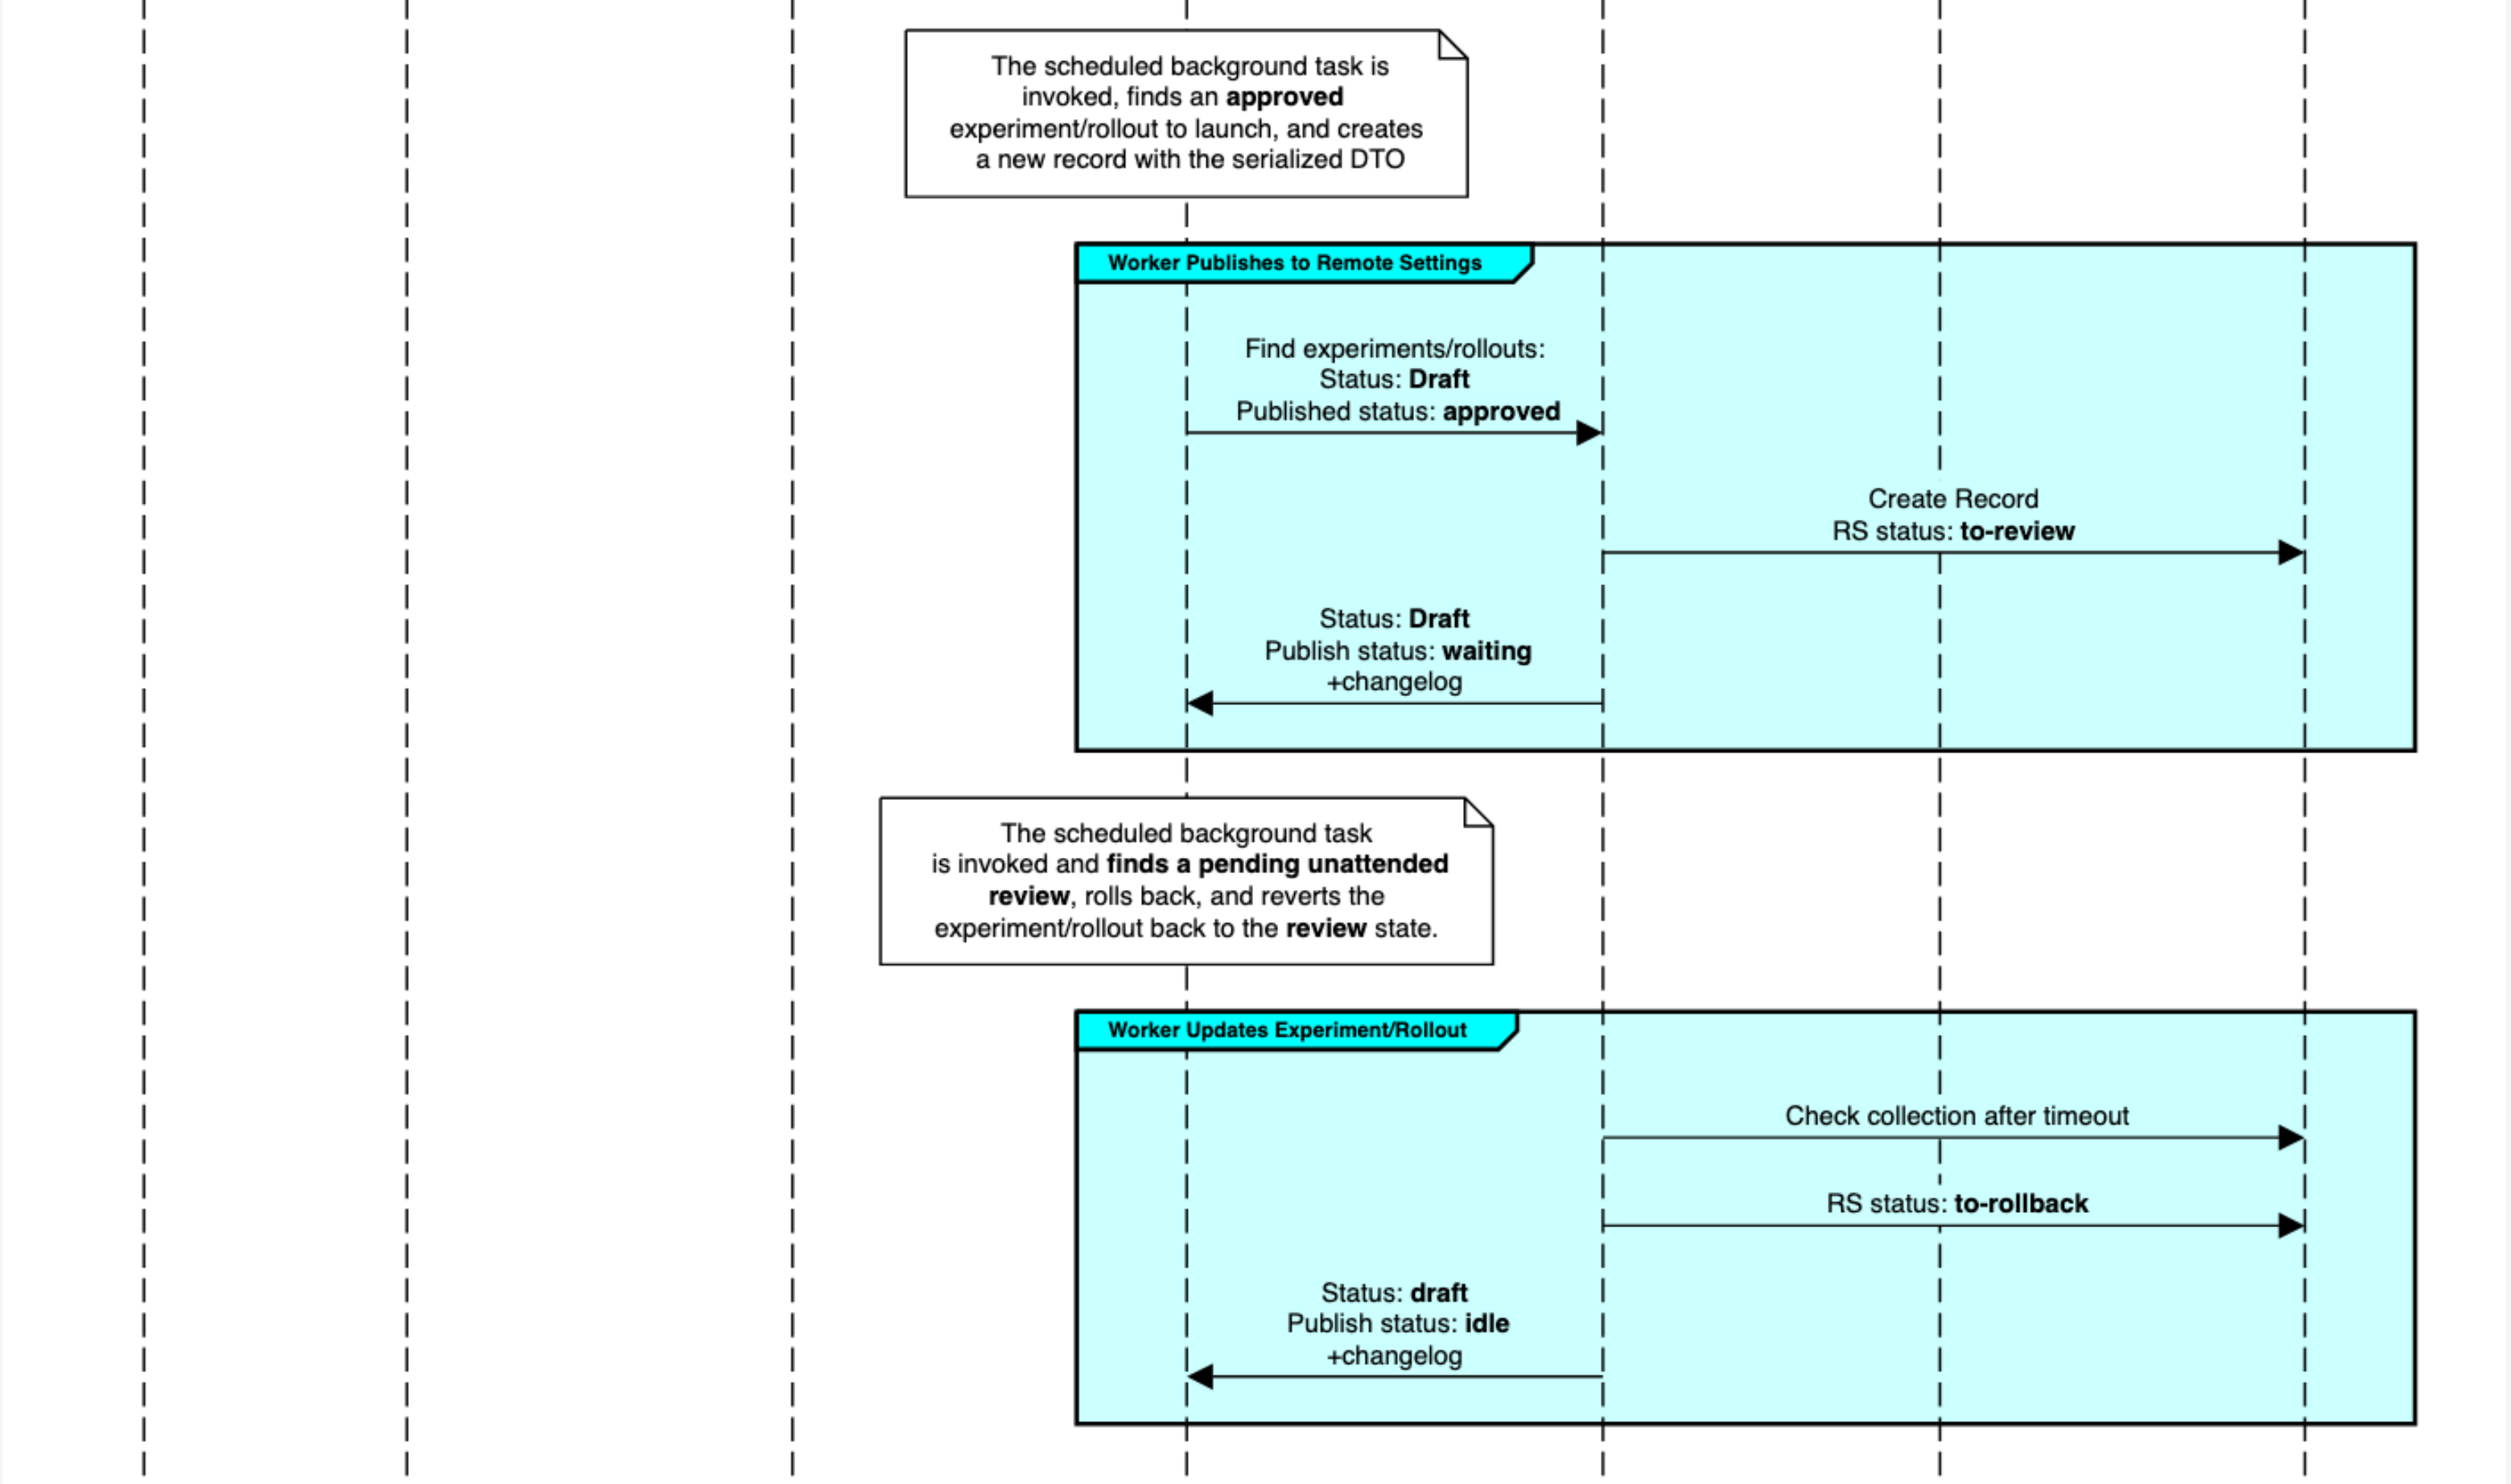 The scheduled background task is
invoked, finds an approved
experiment/rollout to launch, and creates
a new record with the serialized DTO
Worker Publishes to Remote Settings
Find experiments/rollouts:
Status: Draft
Published status: approved
Create Record
RS status: to-review
Status: Draft
Publish status: waiting
+changelog
The scheduled background task
is invoked and finds a pending unattended
review, rolls back, and reverts the
experiment/rollout back to the review state.
Worker Updates Experiment/Rollout
Check collection after timeout
RS status: to-rollback
Status: draft
Publish status: idle
+changelog